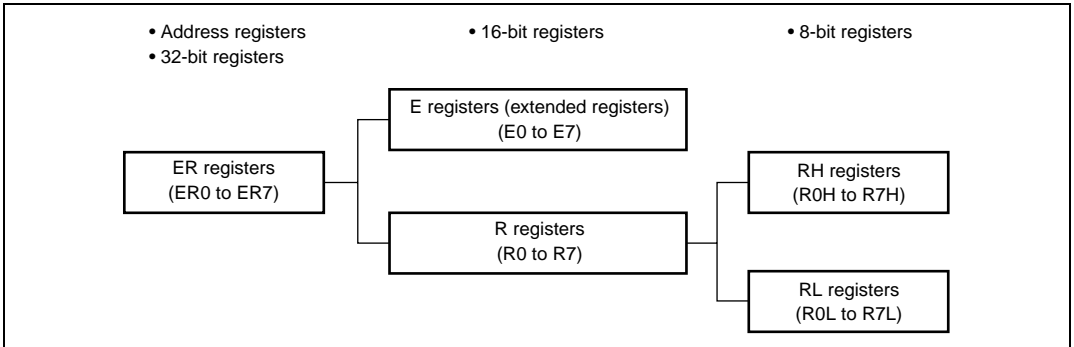 • Address registers
• 32-bit registers
• 16-bit registers
• 8-bit registers
E registers (extended registers)
(E0 to E7)
ER registers
(ER0 to ER7)
RH registers
(R0H to R7H)
R registers
(R0 to R7)
RL registers
(R0L to R7L)